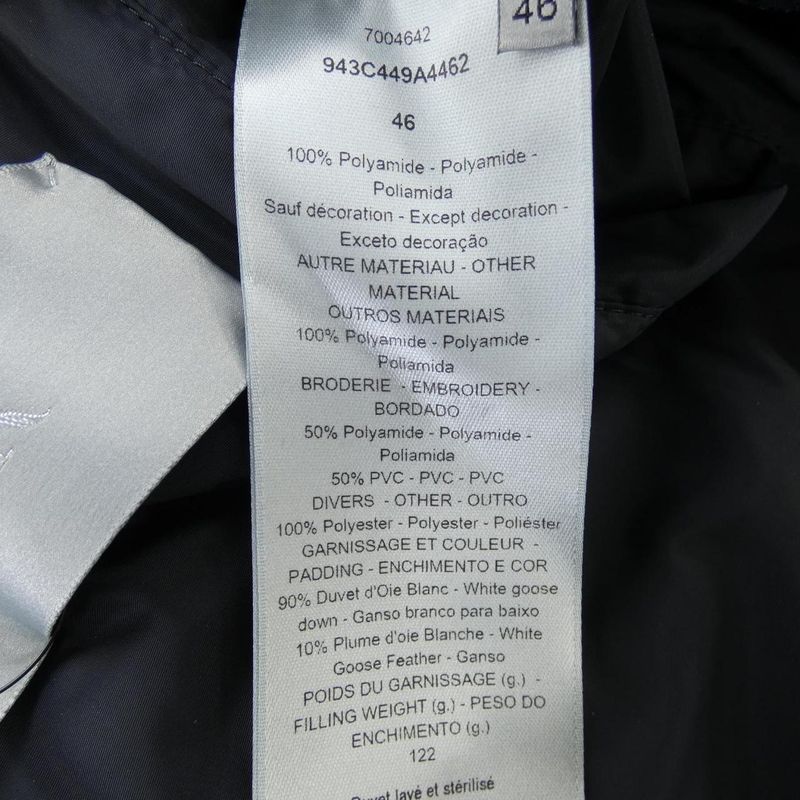 46
7004642
943C449A4462
46
100% Polyamide - Polyamide -
Poliamida
Sauf décoration - Except decoration -
Exceto decoração
AUTRE MATERIAU - OTHER
MATERIAL
OUTROS MATERIAIS
100% Polyamide - Polyamide -
Poliamida
BRODERIE - EMBROIDERY -
BORDADO
50% Polyamide - Polyamide -
Poliamida
50% PVC - PVC - PVC
DIVERS - OTHER - OUTRO
100% Polyester - Polyester - Poliéster
GARNISSAGE ET COULEUR -
PADDING - ENCHIMENTO E COR
90% Duvet d'Oie Blanc - White goose
down - Ganso branco para baixo
10% Plume d'oie Blanche - White
Goose Feather - Ganso
POIDS DU GARNISSAGE (g.) -
FILLING WEIGHT (g.) - PESO DO
ENCHIMENTO (g.)
122
Duvet lavé et stérilisé